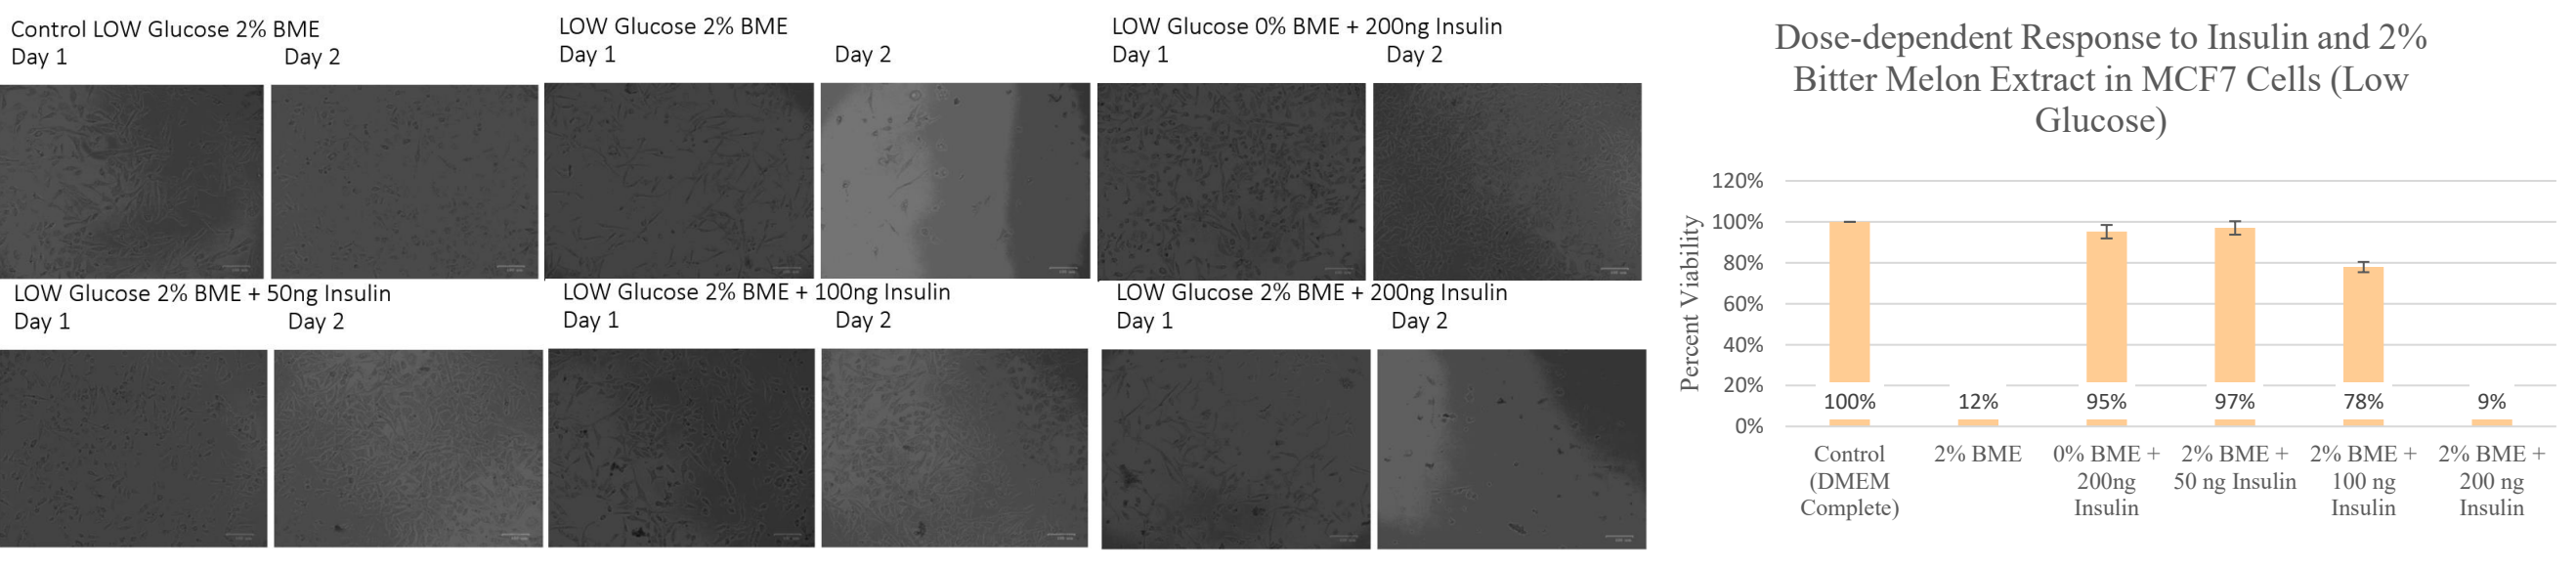 Control LOW Glucose 2% BME
Day 1 Day 2
LOW Glucose 2% BME
Day 1 Day 2
LOW Glucose 0% BME + 200ng Insulin
Day 1 Day 2
LOW Glucose 2% BME + 50ng Insulin
Day 1 Day 2
LOW Glucose 2% BME + 100ng Insulin
Day 1 Day 2
LOW Glucose 2% BME + 200ng Insulin
Day 1 Day 2
Dose-dependent Response to Insulin and 2%
Bitter Melon Extract in MCF7 Cells (Low
Glucose)
Percent Viability
120%
100%
80%
60%
40%
20%
0%
100% 12% 95% 97% 78% 9%
Control
(DMEM
Complete)
2% BME
0% BME +
200ng
Insulin
2% BME +
50 ng Insulin
2% BME +
100 ng
Insulin
2% BME +
200 ng
Insulin